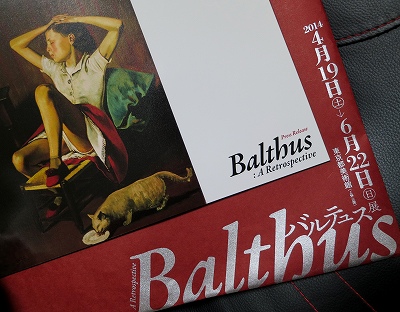 Press Release
Balthus
: A Retrospective
2014
4月19日(土)→6月22日(日)
東京都美術館
バルテュス展
Balthus
A Retrospective